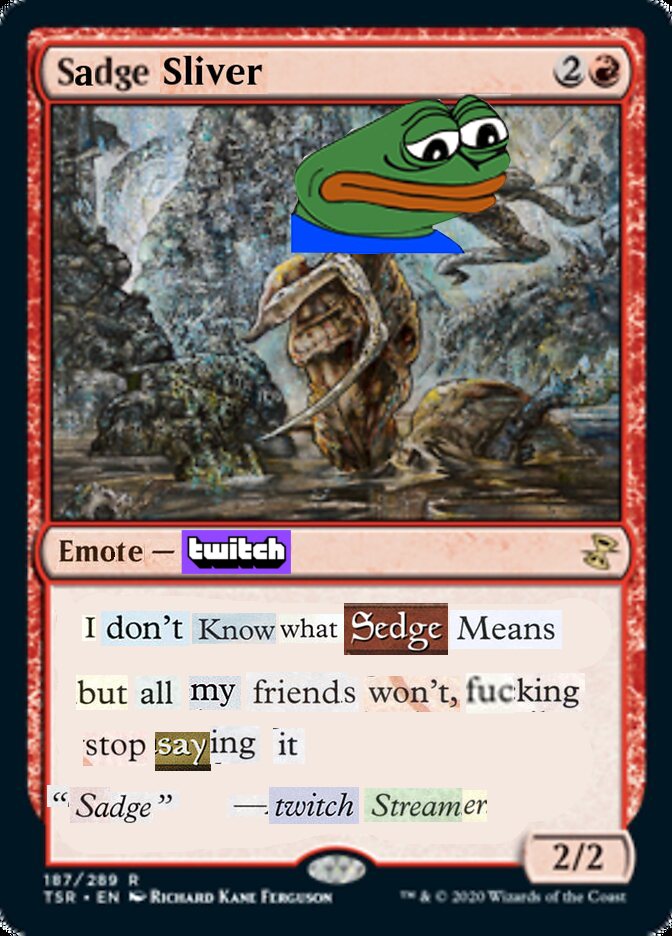 Sadge Sliver 2
Emote — twitch
I don't Know what Sedge Means
but all my friends won't, fucking
stop saying it
“Sadge” —twitch Streamer
2/2
187/289 R
TSR • EN RICHARD KANE FERGUSON ™ & © 2020 Wizards of the Coast